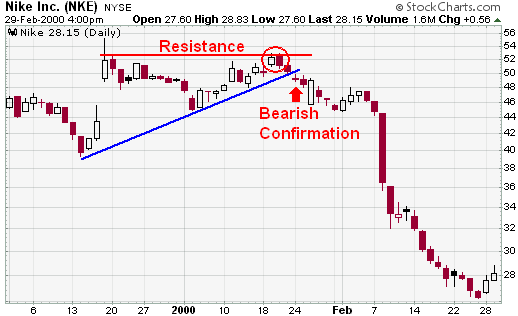 Nike Inc. (NKE) NYSE © StockCharts.com
29-Feb-2000 4:00pm Open 27.60 High 28.83 Low 27.60 Last 28.15 Volume 1.6M Chg +0.56
Nike 28.15 (Daily)
Resistance
Bearish
Confirmation
56
54
52
50
48
46
44
42
40
38
36
34
32
30
28
6 13 20 27 2000 10 18 24 Feb 7 14 22 28